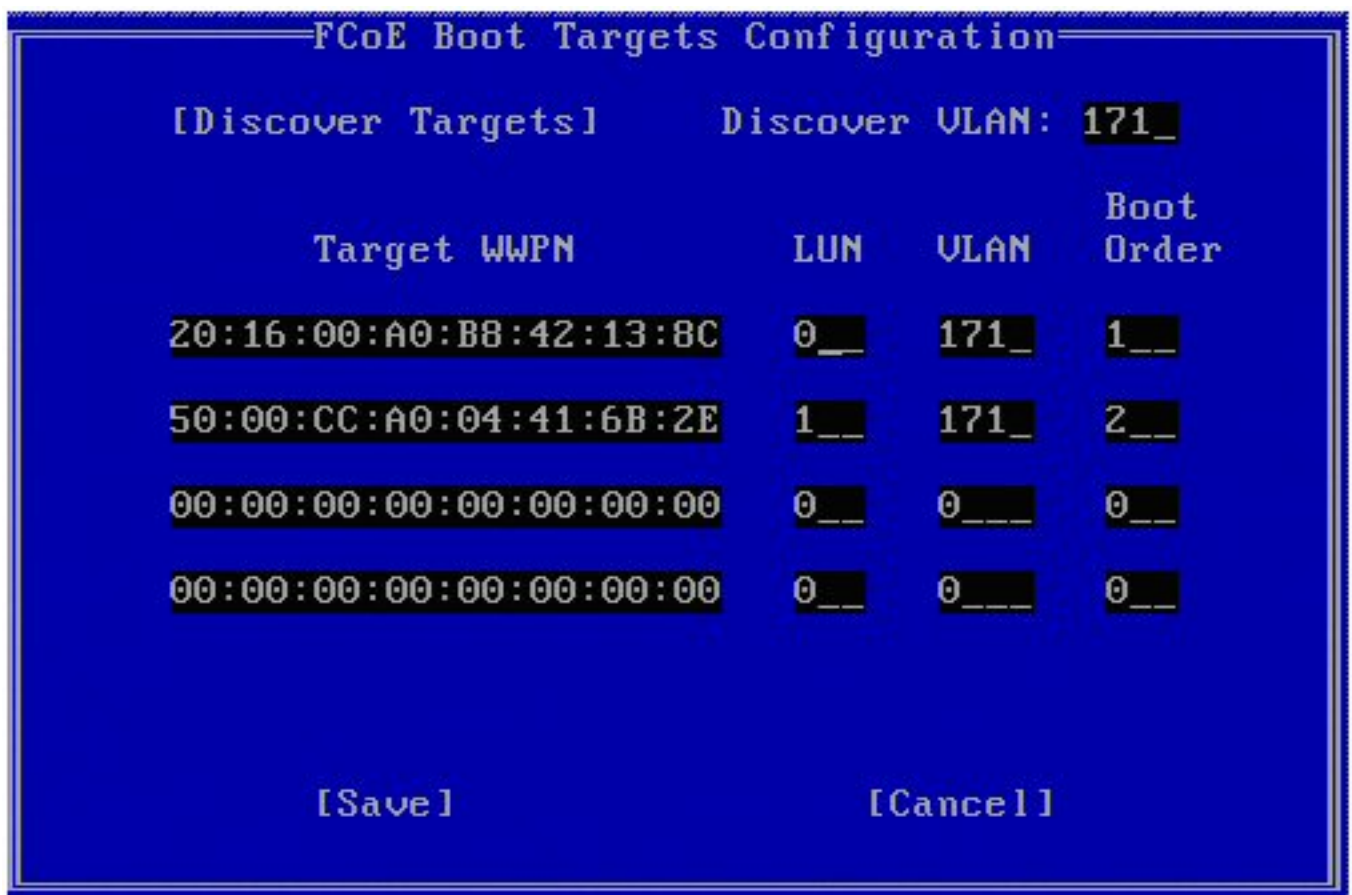 FCoE Boot Targets Configuration
[Discover Targets] Discover VLAN: 171_
Boot
Target WWPN LUN VLAN Order
20:16:00:A0:B8:42:13:8C 0__ 171_ 1__
50:00:CC:A0:04:41:6B:2E 1__ 171_ 2__
00:00:00:00:00:00:00:00 0__ 0___ 0__
00:00:00:00:00:00:00:00 0__ 0___ 0__
[Save] [Cancel]